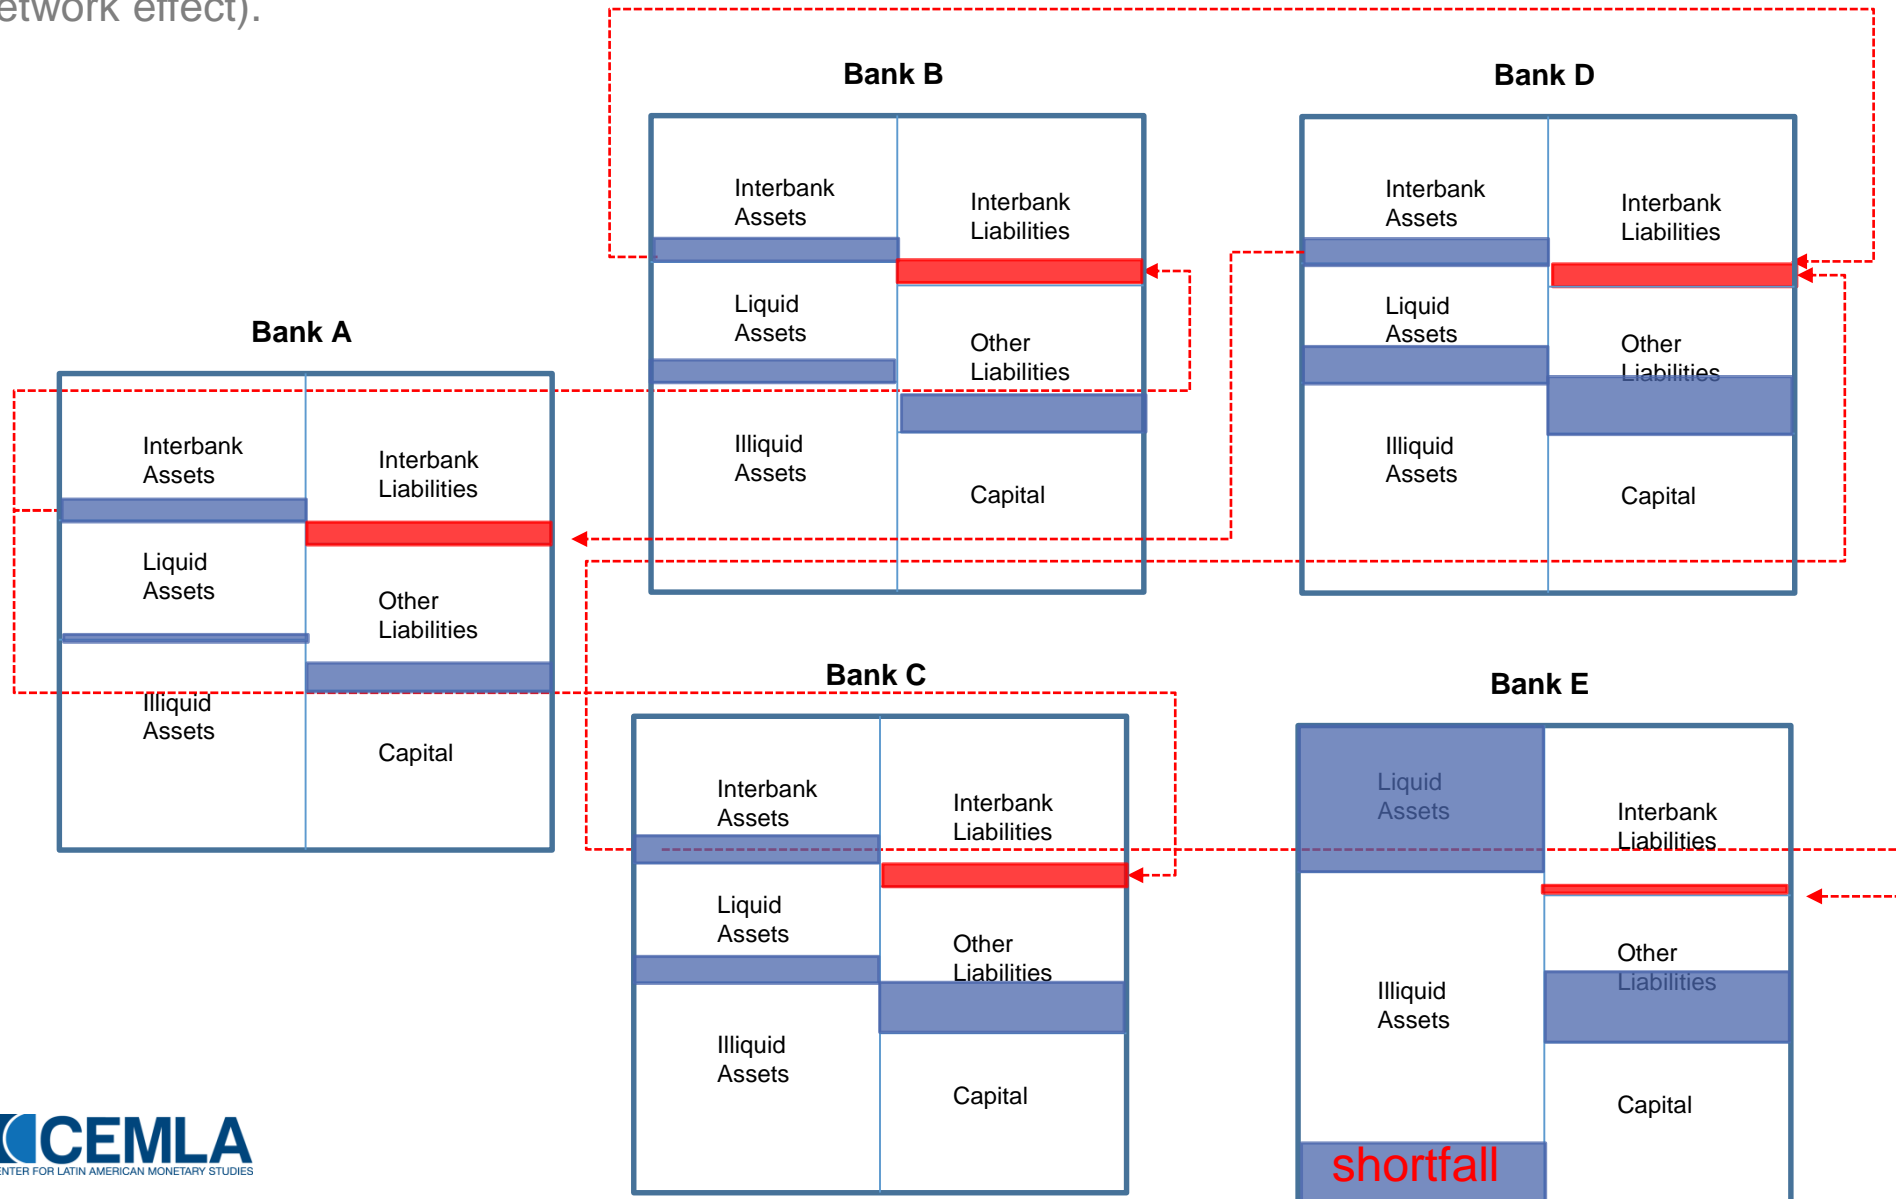 etwork effect).
Bank B
Interbank
Assets
Interbank
Liabilities
Liquid
Assets
Other
Liabilities
Illiquid
Assets
Capital
Bank D
Interbank
Assets
Interbank
Liabilities
Liquid
Assets
Other
Liabilities
Illiquid
Assets
Capital
Bank A
Interbank
Assets
Interbank
Liabilities
Liquid
Assets
Other
Liabilities
Illiquid
Assets
Capital
Bank C
Interbank
Assets
Interbank
Liabilities
Liquid
Assets
Other
Liabilities
Illiquid
Assets
Capital
Bank E
Liquid
Assets
Interbank
Liabilities
Other
Liabilities
Illiquid
Assets
Capital
shortfall
CEMLA
ENTER FOR LATIN AMERICAN MONETARY STUDIES